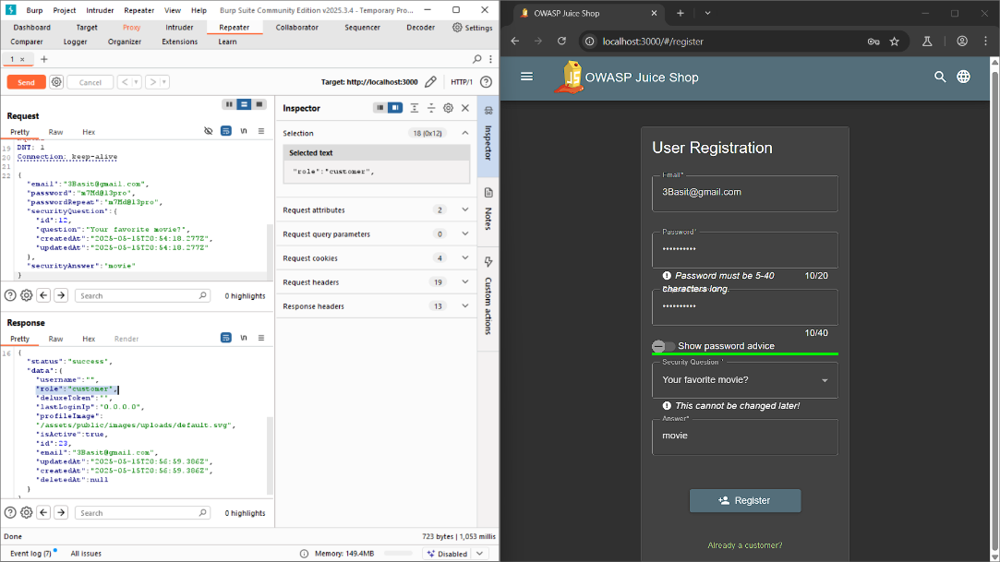 Burp Project Intruder Repeater View Help Burp Suite Community Edition v2025.3.4 - Temporary Pro...
Dashboard Target Proxy Intruder Repeater Collaborator Sequencer Decoder Settings
Comparer Logger Organizer Extensions Learn
1 × +
Send Cancel < > Target: http://localhost:3000 HTTP/1
Request
Pretty Raw Hex
19 DNT: 1
20 Connection: keep-alive
21
22 {
"email":"3Basit@gmail.com",
"password":"m7Md@13pro",
"passwordRepeat":"m7Md@13pro",
"securityQuestion":{
"id":12,
"question":"Your favorite movie?",
"createdAt":"2025-05-15T20:54:18.277Z",
"updatedAt":"2025-05-15T20:54:18.277Z"
},
"securityAnswer":"movie"
}
Search 0 highlights
Response
Pretty Raw Hex Render
16 {
"status":"success",
"data":{
"username":"",
"role":"customer",
"deluxeToken":"",
"lastLoginIp":"0.0.0.0",
"profileImage":
"/assets/public/images/uploads/default.svg",
"isActive":true,
"id":23,
"email":"3Basit@gmail.com",
"updatedAt":"2025-05-15T20:56:59.386Z",
"createdAt":"2025-05-15T20:56:59.386Z",
"deletedAt":null
}
Search 0 highlights
Inspector
Selection 18 (0x12)
Selected text
"role":"customer",
Request attributes 2
Request query parameters 0
Request cookies 4
Request headers 19
Response headers 13
Inspector
Notes
Custom actions
Done 723 bytes | 1,053 millis
Event log (7) All issues Memory: 149.4MB Disabled
OWASP Juice Shop
localhost:3000/#/register
OWASP Juice Shop
User Registration
E-mail*
3Basit@gmail.com
Password*
••••••••••
Password must be 5-40 characters long.
10/20
••••••••••
10/40
Show password advice
Security Question *
Your favorite movie?
This cannot be changed later!
Answer*
movie
Register
Already a customer?